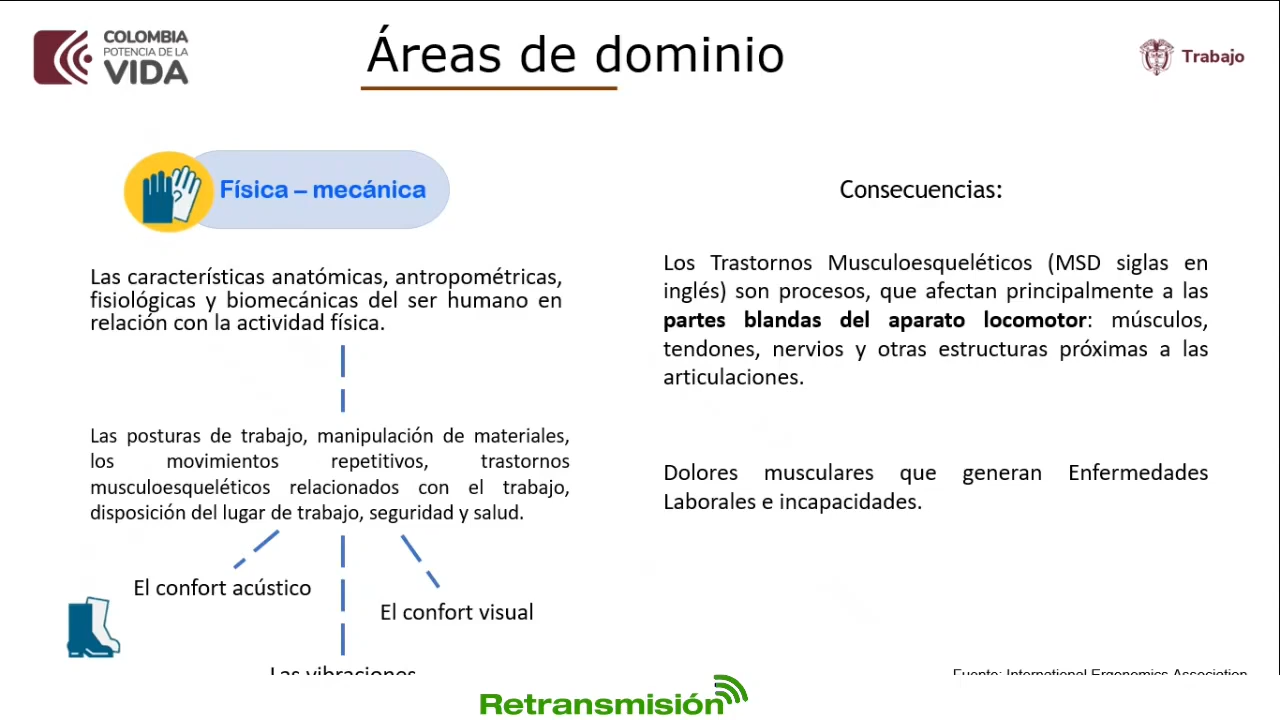 COLOMBIA
POTENCIA DE LA
VIDA
Áreas de dominio
Trabajo
Física – mecánica
Las características anatómicas, antropométricas,
fisiológicas y biomecánicas del ser humano en
relación con la actividad física.
Las posturas de trabajo, manipulación de materiales,
los movimientos repetitivos, trastornos
musculoesqueléticos relacionados con el trabajo,
disposición del lugar de trabajo, seguridad y salud.
El confort acústico
El confort visual
Las vibraciones
Consecuencias:
Los Trastornos Musculoesqueléticos (MSD siglas en
inglés) son procesos, que afectan principalmente a las
partes blandas del aparato locomotor: músculos,
tendones, nervios y otras estructuras próximas a las
articulaciones.
Dolores musculares que generan Enfermedades
Laborales e incapacidades.
Fuente: International Ergonomics Association
Retransmisión